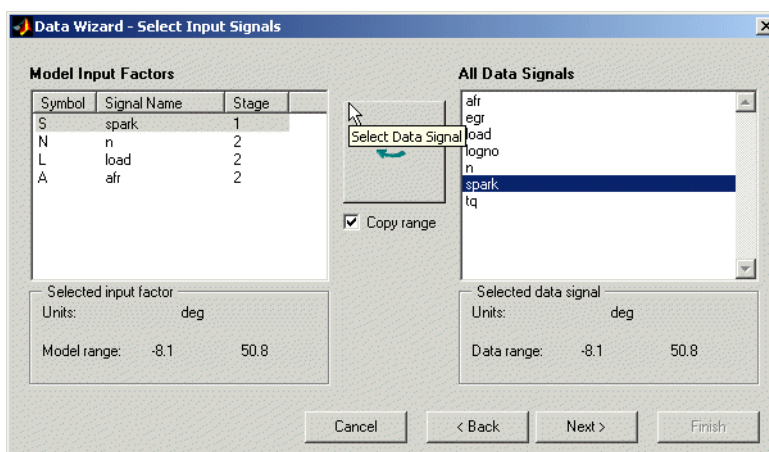 Data Wizard - Select Input Signals
Model Input Factors
Symbol Signal Name Stage
S spark 1
N n 2
L load 2
A afr 2
Select Data Signal
Copy range
All Data Signals
afr
egr
load
logno
n
spark
tq
Selected input factor
Units: deg
Model range: -8.1 50.8
Selected data signal
Units: deg
Data range: -8.1 50.8
Cancel
< Back
Next >
Finish